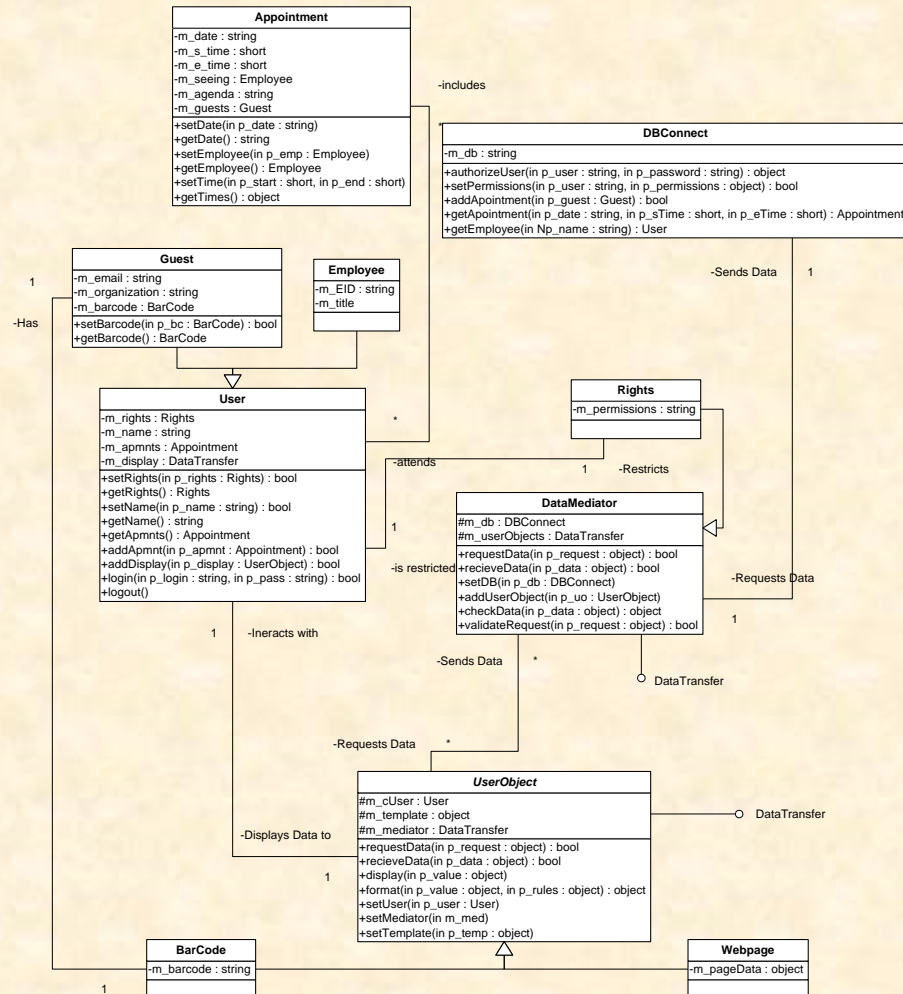 Appointment
-m_date : string
-m_s_time : short
-m_e_time : short
-m_seeing : Employee
-m_agenda : string
-m_guests : Guest
+setDate(in p_date : string)
+getDate() : string
+setEmployee(in p_emp : Employee)
+getEmployee() : Employee
+setTime(in p_start : short, in p_end : short)
+getTimes() : object
-includes
*
DBConnect
-m_db : string
+authorizeUser(in p_user : string, in p_password : string) : object
+setPermissions(in p_user : string, in p_permissions : object) : bool
+addApointment(in p_guest : Guest) : bool
+getApointment(in p_date : string, in p_sTime : short, in p_eTime : short) : Appointment
+getEmployee(in Np_name : string) : User
-Sends Data
1
Guest
-m_email : string
-m_organization : string
-m_barcode : BarCode
+setBarcode(in p_bc : BarCode) : bool
+getBarcode() : BarCode
1
-Has
Employee
-m_EID : string
-m_title
User
-m_rights : Rights
-m_name : string
-m_apmnts : Appointment
-m_display : DataTransfer
+setRights(in p_rights : Rights) : bool
+getRights() : Rights
+setName(in p_name : string) : bool
+getName() : string
+getApmnts() : Appointment
+addApmnt(in p_apmnt : Appointment) : bool
+addDisplay(in p_display : UserObject) : bool
+login(in p_login : string, in p_pass : string) : bool
+logout()
*
-attends
1
-is restricted
Rights
-m_permissions : string
1
-Restricts
DataMediator
#m_db : DBConnect
#m_userObjects : DataTransfer
+requestData(in p_request : object) : bool
+recieveData(in p_data : object) : bool
+setDB(in p_db : DBConnect)
+addUserObject(in p_uo : UserObject)
+checkData(in p_data : object) : object
+validateRequest(in p_request : object) : bool
-Requests Data
1
1
-Ineracts with
-Sends Data
*
DataTransfer
-Requests Data
*
UserObject
#m_cUser : User
#m_template : object
#m_mediator : DataTransfer
+requestData(in p_request : object) : bool
+recieveData(in p_data : object) : bool
+display(in p_value : object)
+format(in p_value : object, in p_rules : object) : object
+setUser(in p_user : User)
+setMediator(in m_med)
+setTemplate(in p_temp : object)
DataTransfer
-Displays Data to
1
BarCode
-m_barcode : string
1
Webpage
-m_pageData : object